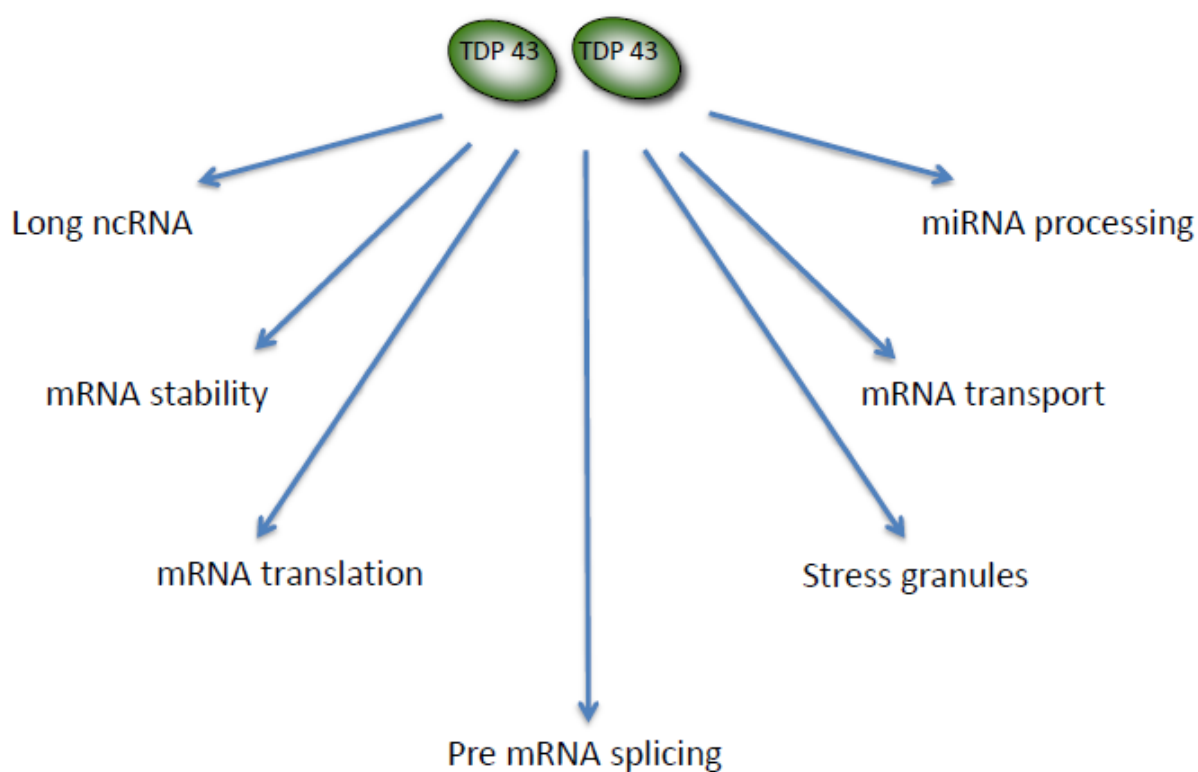 TDP 43
TDP 43
Long ncRNA
miRNA processing
mRNA stability
mRNA transport
mRNA translation
Stress granules
Pre mRNA splicing